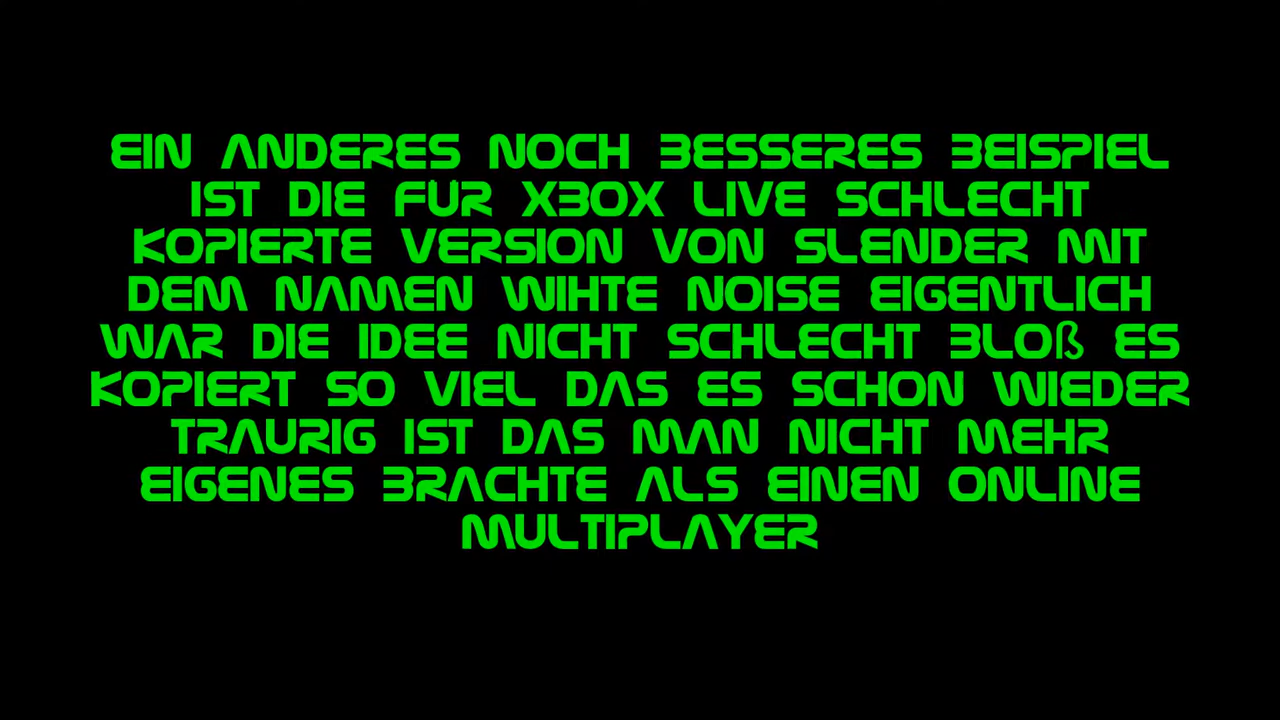 EIN ANDERES NOCH BESSERES BEISPIEL
IST DIE FÜR XBOX LIVE SCHLECHT
KOPIERTE VERSION VON SLENDER MIT
DEM NAMEN WIHTE NOISE EIGENTLICH
WAR DIE IDEE NICHT SCHLECHT BLOß ES
KOPIERT SO VIEL DAS ES SCHON WIEDER
TRAURIG IST DAS MAN NICHT MEHR
EIGENES BRACHTE ALS EINEN ONLINE
MULTIPLAYER